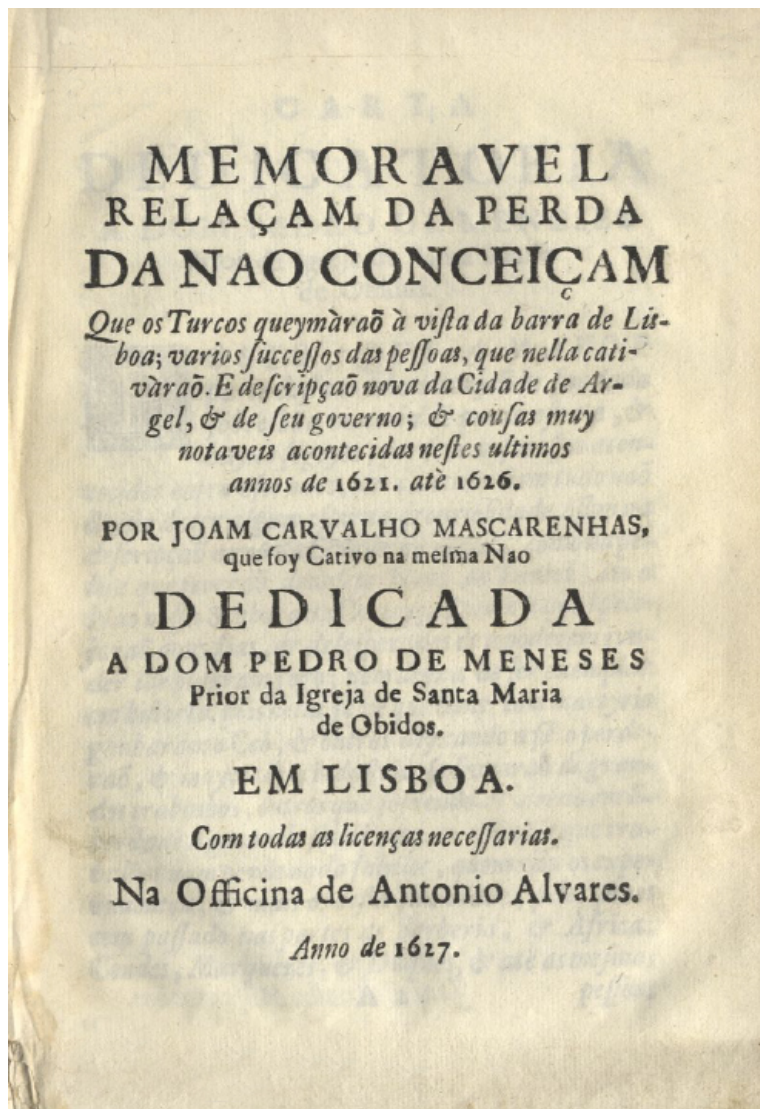 MEMORAVEL
RELAÇAM DA PERDA
DA NAO CONCEIÇAM
Que os Turcos queymàraõ à viſta da barra de Lis-
boa; varios ſucceſſos das peſſoas, que nella cati-
vàraõ. E deſcripçaõ nova da Cidade de Ar-
gel, & de ſeu governo; & couſas muy
notaveis acontecidas neſtes ultimos
annos de 1621. atè 1626.
POR JOAM CARVALHO MASCARENHAS,
que foy Cativo na meſma Nao
DEDICADA
A DOM PEDRO DE MENESES
Prior da Igreja de Santa Maria
de Obidos.
EM LISBOA.
Com todas as licenças neceſſarias.
Na Officina de Antonio Alvares.
Anno de 1627.